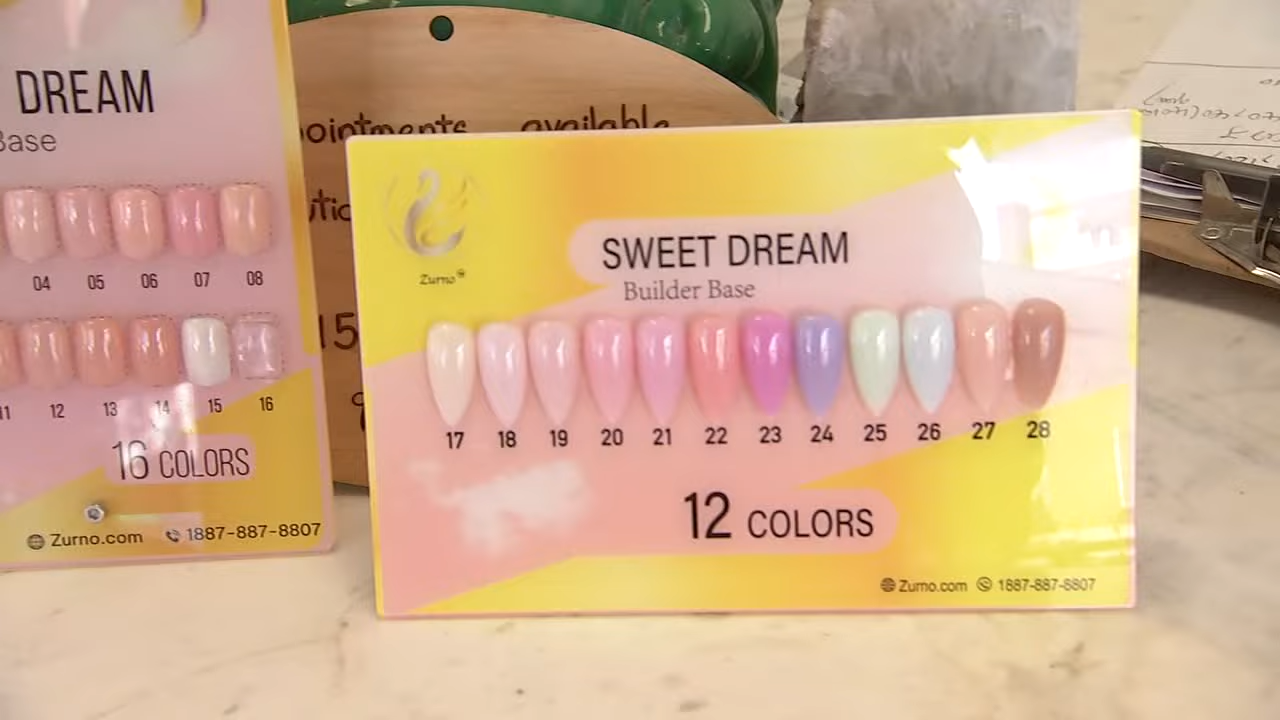 DREAM
Base
04 05 06 07 08
11 12 13 14 15 16
16 COLORS
Zurno.com 1887-887-8807
available
15
Zurno
SWEET DREAM
Builder Base
17 18 19 20 21 22 23 24 25 26 27 28
12 COLORS
Zurno.com 1887-887-8807